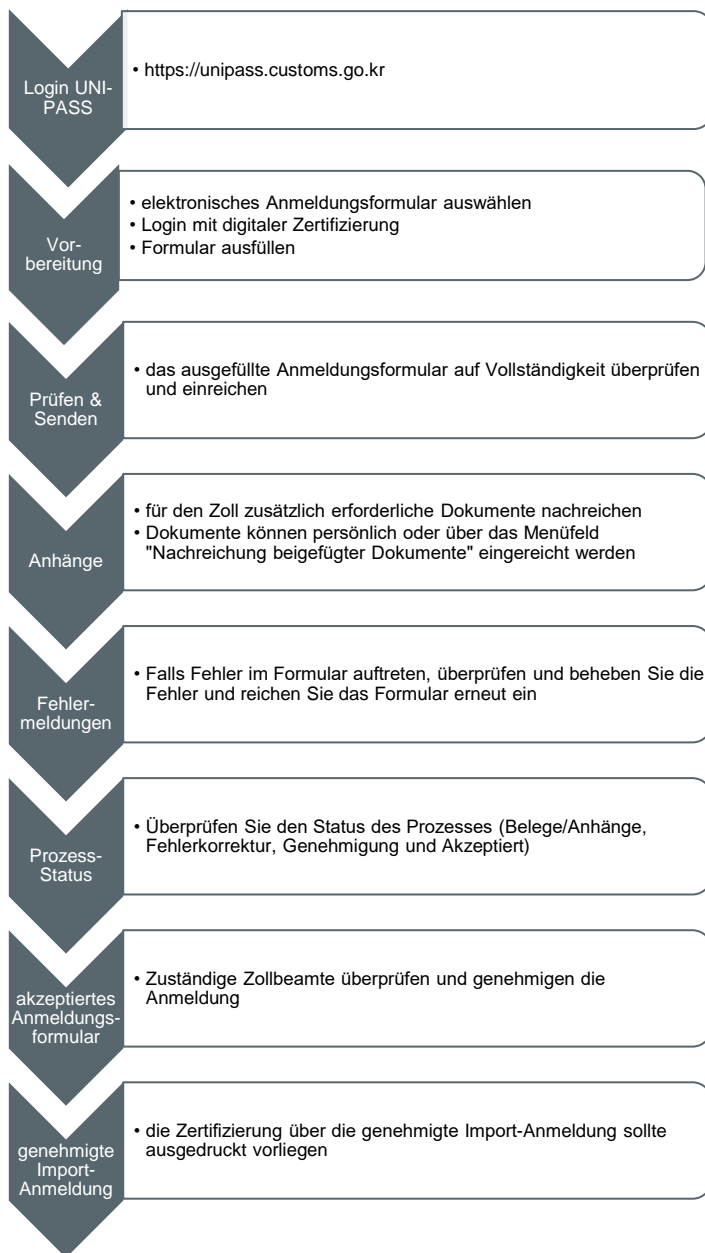 Login UNI-
PASS
• https://unipass.customs.go.kr
Vor-
bereitung
• elektronisches Anmeldungsformular auswählen
• Login mit digitaler Zertifizierung
• Formular ausfüllen
Prüfen &
Senden
• das ausgefüllte Anmeldungsformular auf Vollständigkeit überprüfen
und einreichen
Anhänge
• für den Zoll zusätzlich erforderliche Dokumente nachreichen
• Dokumente können persönlich oder über das Menüfeld
"Nachreichung beigefügter Dokumente" eingereicht werden
Fehler-
meldungen
• Falls Fehler im Formular auftreten, überprüfen und beheben Sie die
Fehler und reichen Sie das Formular erneut ein
Prozess-
Status
• Überprüfen Sie den Status des Prozesses (Belege/Anhänge,
Fehlerkorrektur, Genehmigung und Akzeptiert)
akzeptiertes
Anmeldungs-
formular
• Zuständige Zollbeamte überprüfen und genehmigen die
Anmeldung
genehmigte
Import-
Anmeldung
• die Zertifizierung über die genehmigte Import-Anmeldung sollte
ausgedruckt vorliegen